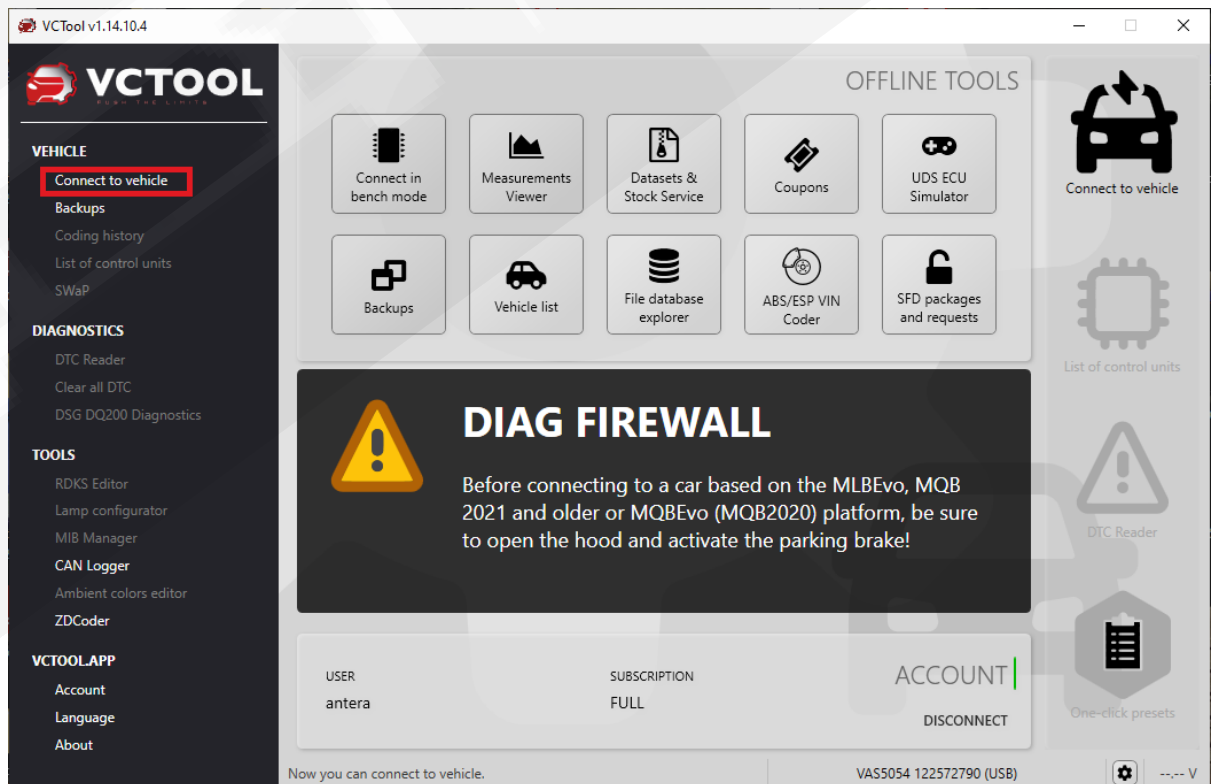 VCTool v1.14.10.4
VCTOOL
PUSH THE LIMITS
VEHICLE
Connect to vehicle
Backups
Coding history
List of control units
SWaP
DIAGNOSTICS
DTC Reader
Clear all DTC
DSG DQ200 Diagnostics
TOOLS
RDKS Editor
Lamp configurator
MIB Manager
CAN Logger
Ambient colors editor
ZDCoder
VCTOOL.APP
Account
Language
About
OFFLINE TOOLS
Connect in
bench mode
Measurements
Viewer
Datasets &
Stock Service
Coupons
UDS ECU
Simulator
Backups
Vehicle list
File database
explorer
ABS/ESP VIN
Coder
SFD packages
and requests
DIAG FIREWALL
Before connecting to a car based on the MLBEvo, MQB
2021 and older or MQBEvo (MQB2020) platform, be sure
to open the hood and activate the parking brake!
USER
antera
SUBSCRIPTION
FULL
ACCOUNT
DISCONNECT
Connect to vehicle
List of control units
DTC Reader
One-click presets
Now you can connect to vehicle.
VAS5054 122572790 (USB)
--,-- V